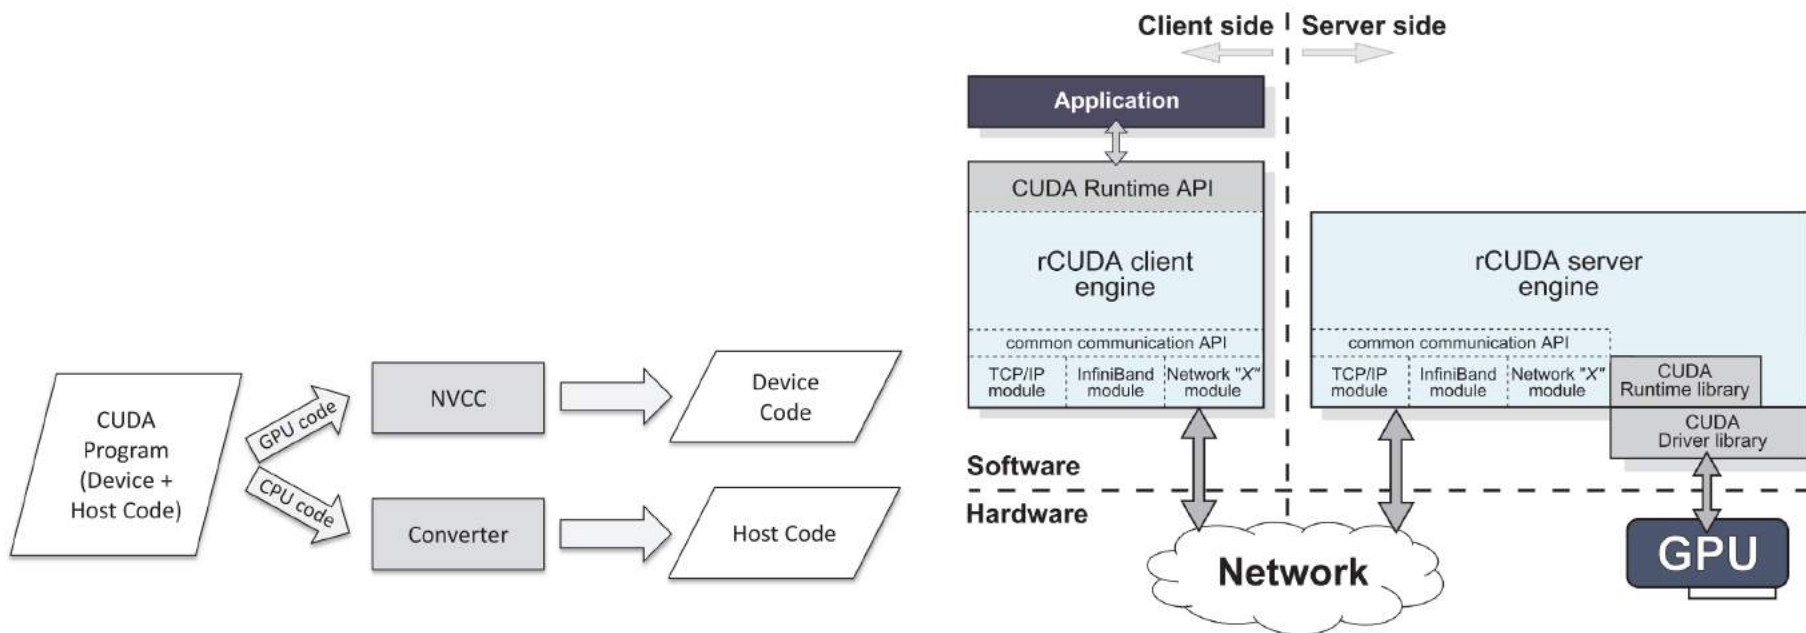 CUDA
Program
(Device +
Host Code)
GPU code
CPU code
NVCC
Converter
Device
Code
Host Code
Client side
Server side
Application
CUDA Runtime API
rCUDA client
engine
common communication API
TCP/IP
module
InfiniBand
module
Network "X"
module
rCUDA server
engine
common communication API
TCP/IP
module
InfiniBand
module
Network "X"
module
CUDA
Runtime library
CUDA
Driver library
Software
Hardware
Network
GPU